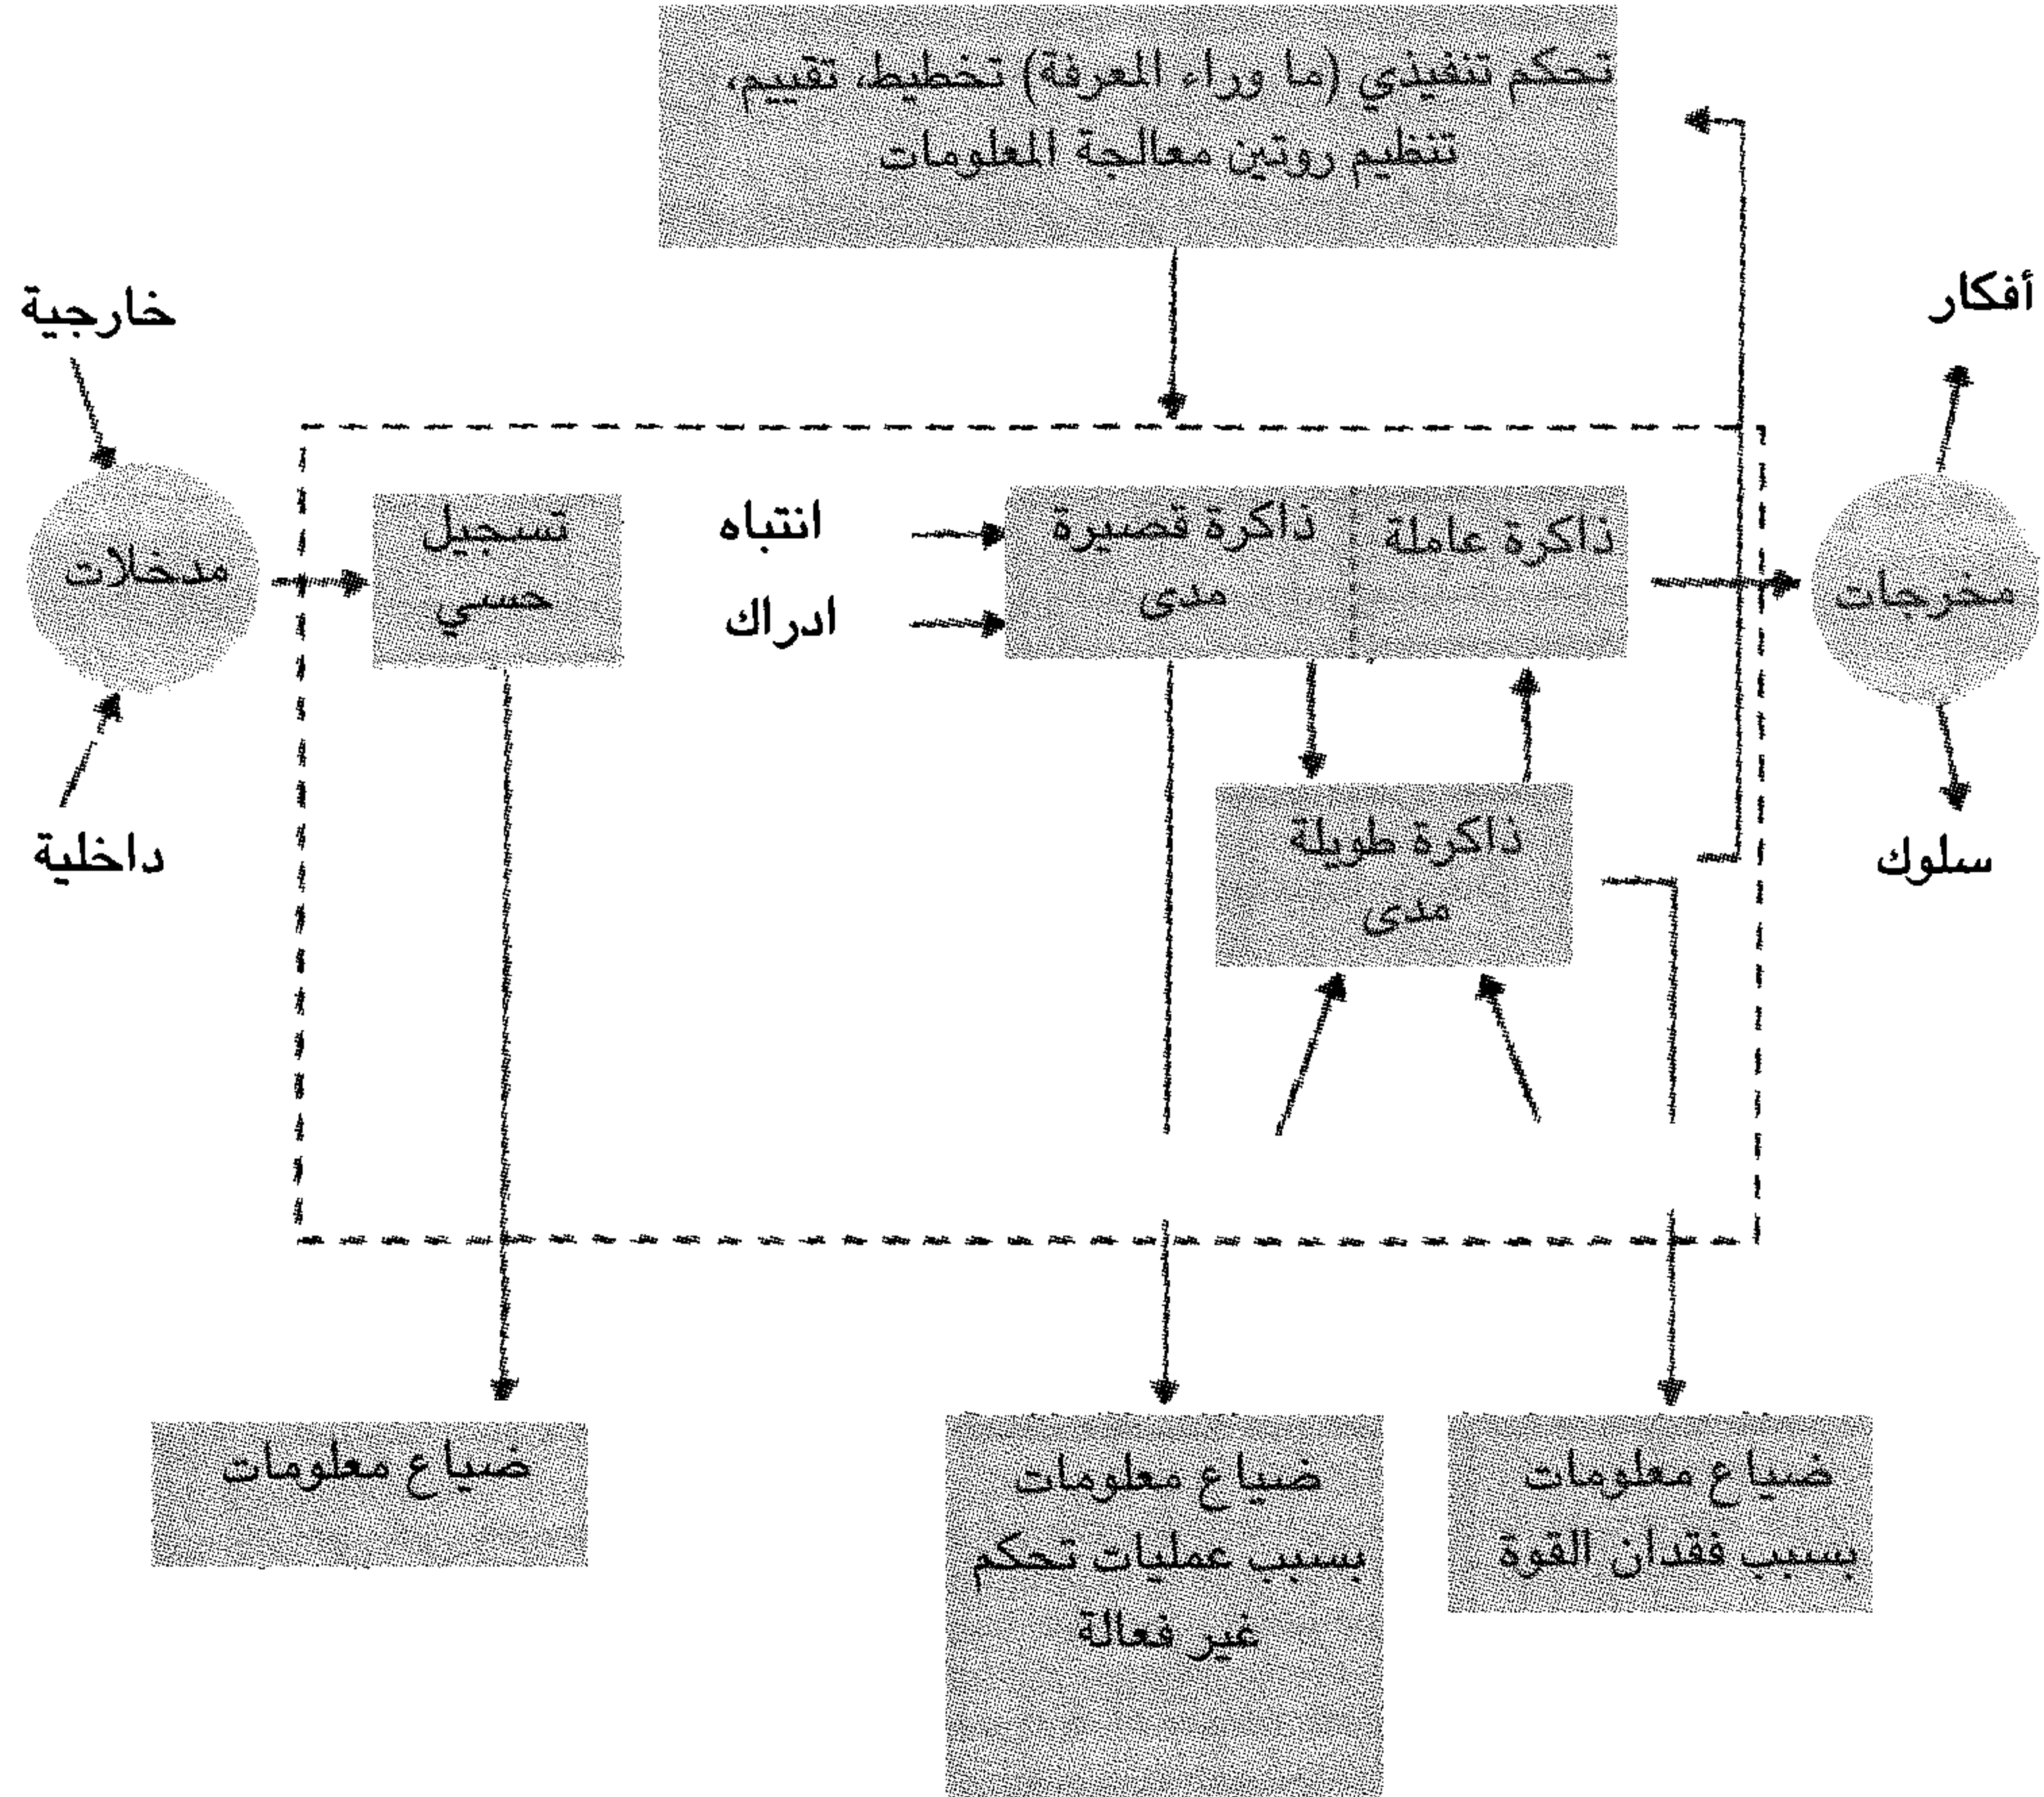 تحكم تنفيذي (ما وراء المعرفة) تخطيط، تقييم،
تنظيم روتين معالجة المعلومات
خارجية
أفكار
مدخلات
تسجيل
حسي
انتباه
ادراك
ذاكرة قصيرة
مدى
ذاكرة عاملة
مخرجات
ذاكرة طويلة
مدى
داخلية
سلوك
ضياع معلومات
ضياع معلومات
بسبب عمليات تحكم
غير فعالة
ضياع معلومات
بسبب فقدان القوة